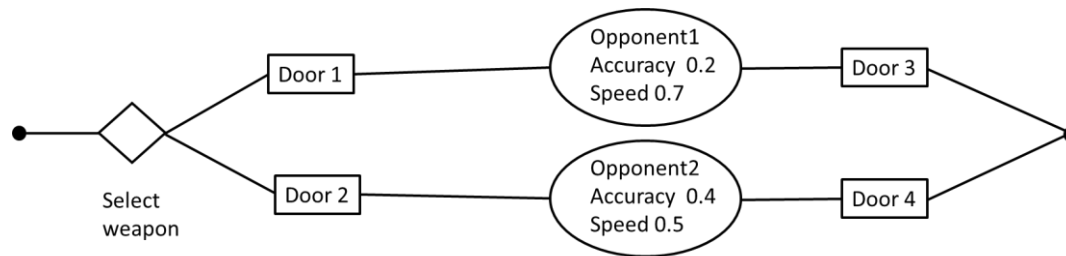 Select
weapon
Door 1
Opponent1
Accuracy 0.2
Speed 0.7
Door 3
Door 2
Opponent2
Accuracy 0.4
Speed 0.5
Door 4